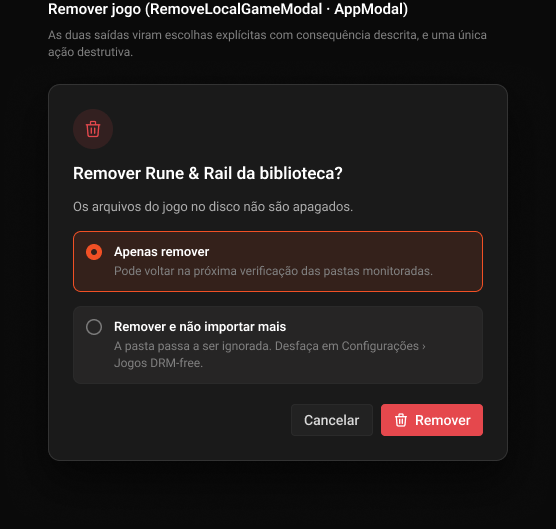 Remover jogo (RemoveLocalGameModal · AppModal)
As duas saídas viram escolhas explícitas com consequência descrita, e uma única
ação destrutiva.
Remover Rune & Rail da biblioteca?
Os arquivos do jogo no disco não são apagados.
Apenas remover
Pode voltar na próxima verificação das pastas monitoradas.
Remover e não importar mais
A pasta passa a ser ignorada. Desfaça em Configurações ›
Jogos DRM-free.
Cancelar
Remover